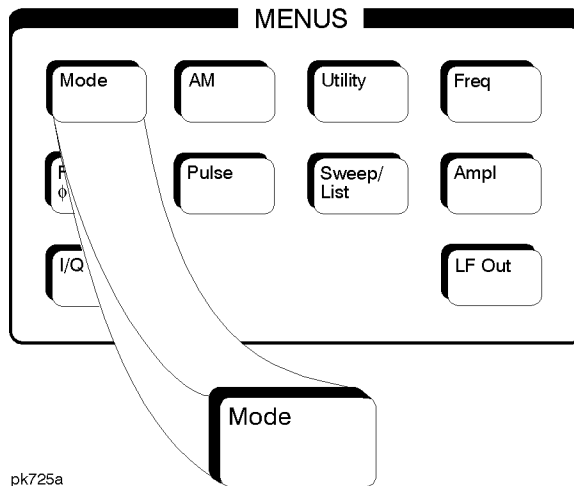 MENUS
Mode
AM
Utility
Freq
F
ϕ
Pulse
Sweep/
List
Ampl
I/Q
LF Out
Mode
pk725a